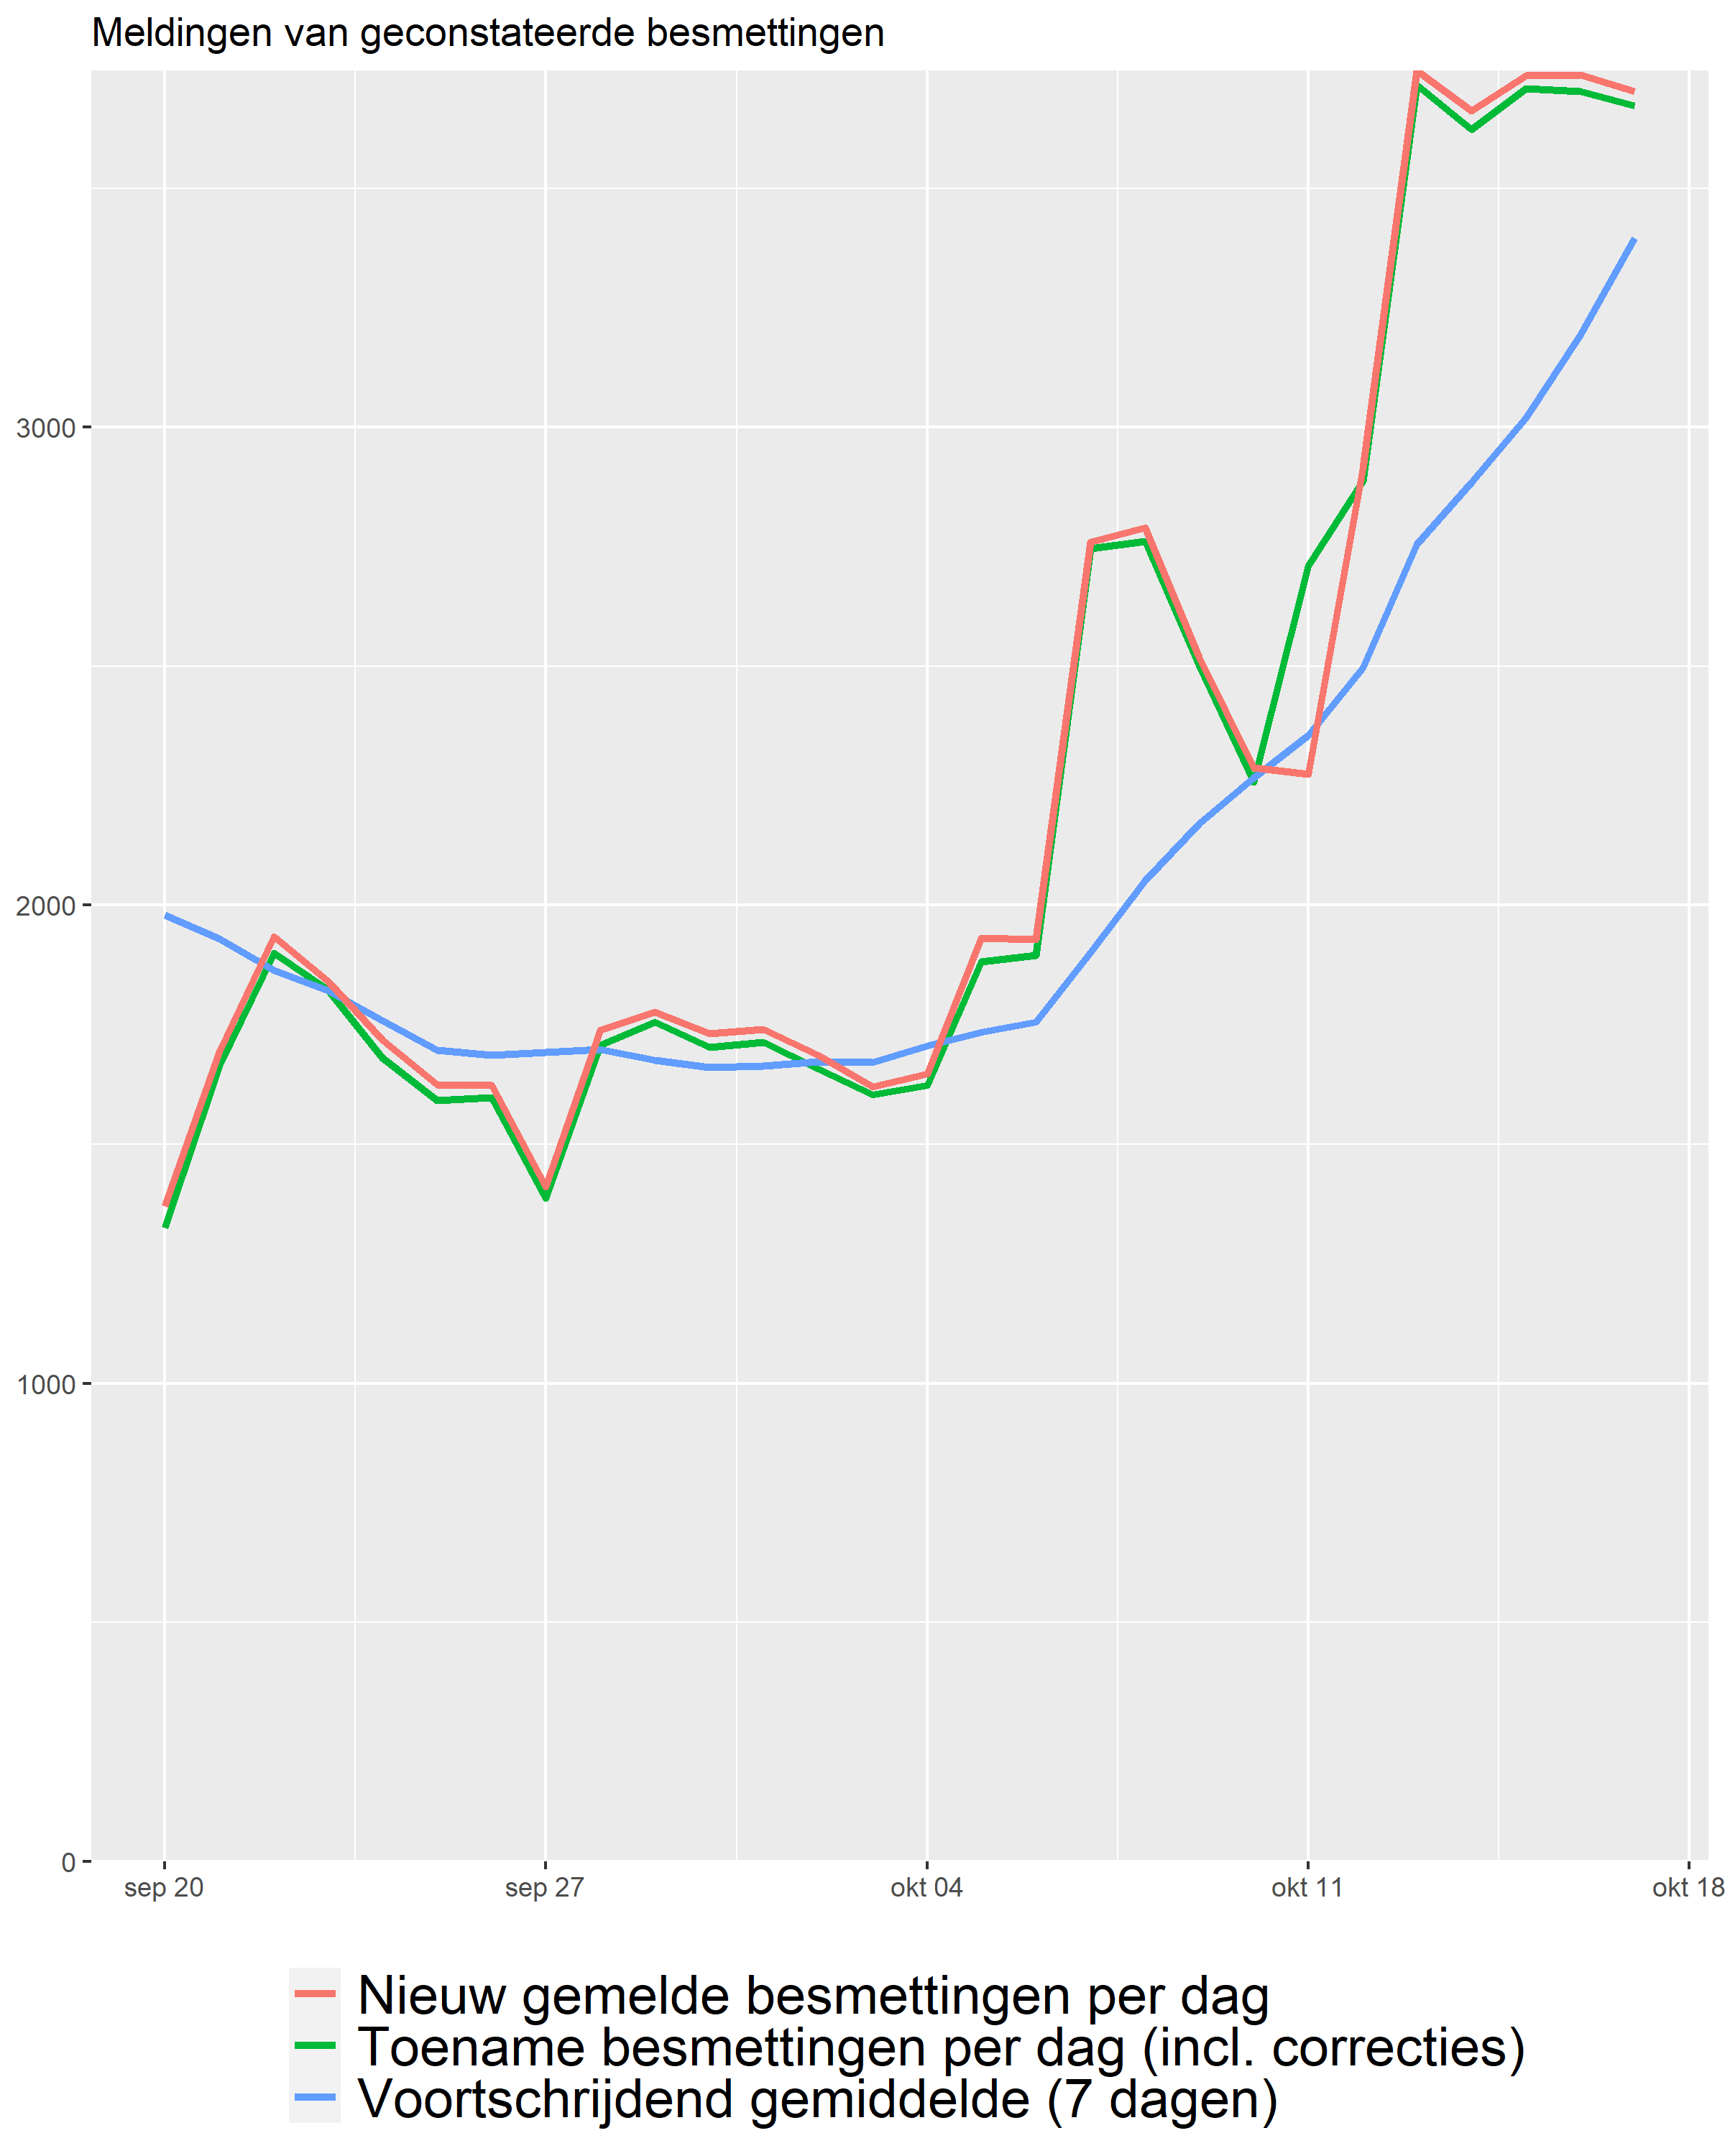 Meldingen van geconstateerde besmettingen
3000
2000
1000
0
sep 20
sep 27
okt 04
okt 11
okt 18
Nieuw gemelde besmettingen per dag
Toename besmettingen per dag (incl. correcties)
Voortschrijdend gemiddelde (7 dagen)